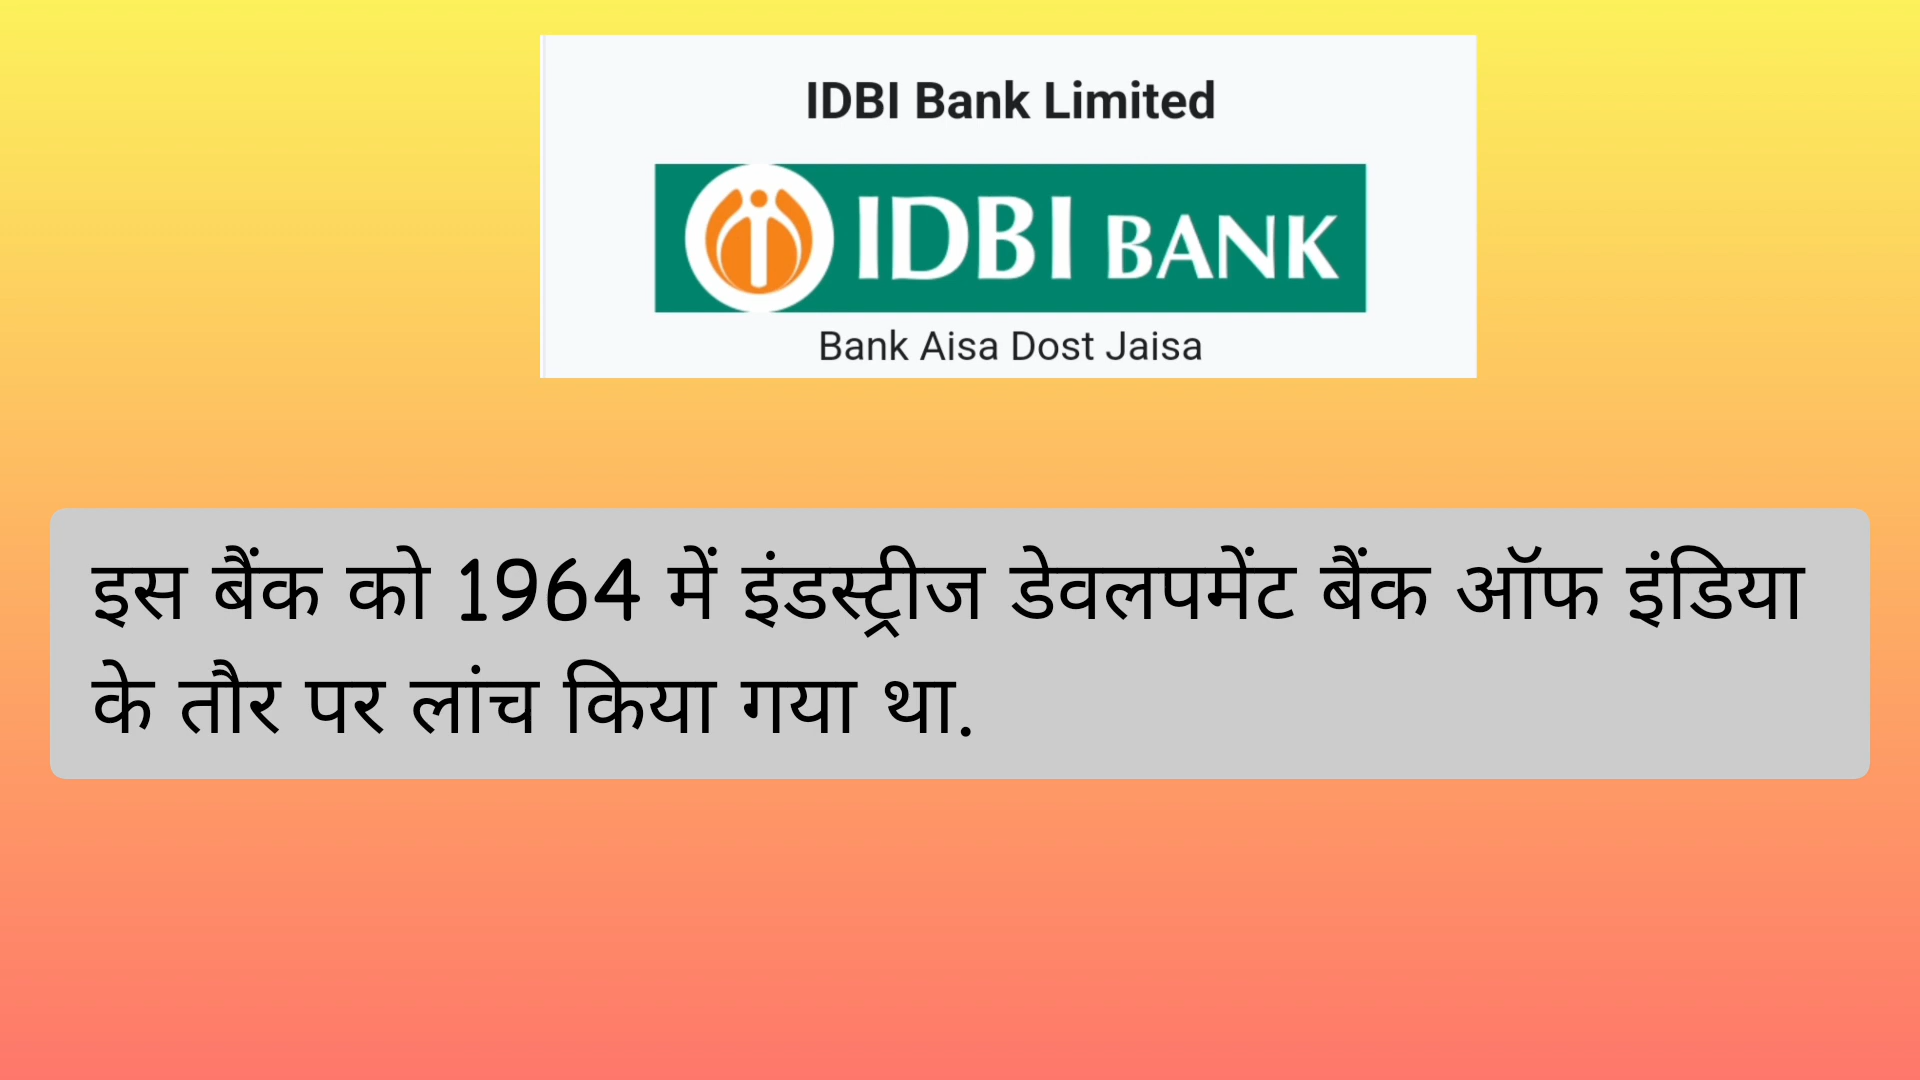 IDBI Bank Limited
IDBI BANK
Bank Aisa Dost Jaisa
इस बैंक को 1964 में इंडस्ट्रीज डेवलपमेंट बैंक ऑफ इंडिया
के तौर पर लांच किया गया था.